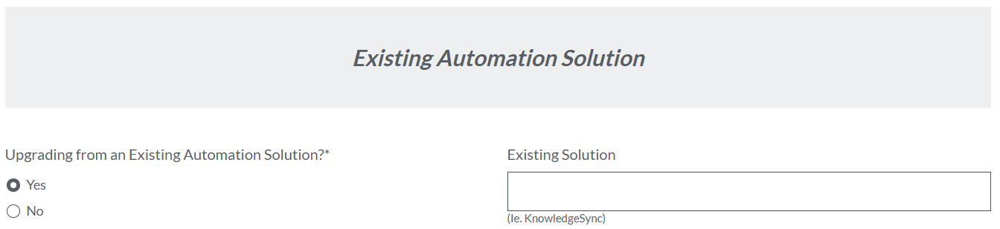 Existing Automation Solution
Upgrading from an Existing Automation Solution?*
Yes
No
Existing Solution
(Ie. KnowledgeSync)